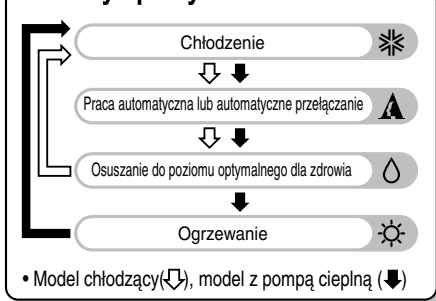 Chłodzenie
Praca automatyczna lub automatyczne przełączanie
Osuszanie do poziomu optymalnego dla zdrowia
Ogrzewanie
• Model chłodzący(⇩), model z pompą cieplną (⬇)